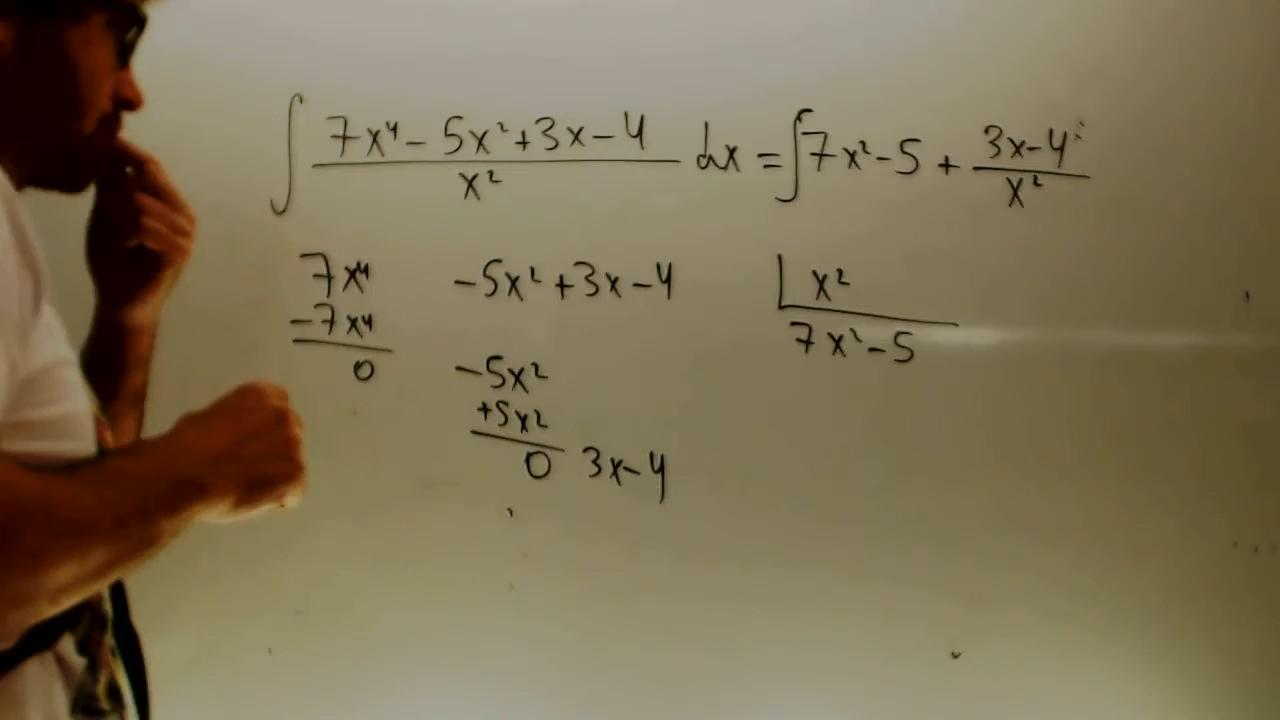 ∫ (7x⁴ - 5x² + 3x - 4)/x² dx = ∫ 7x² - 5 + (3x - 4)/x²
7x⁴ -5x² + 3x - 4 | x²
-7x⁴ 7x² - 5
0 -5x²
+5x²
0 3x - 4